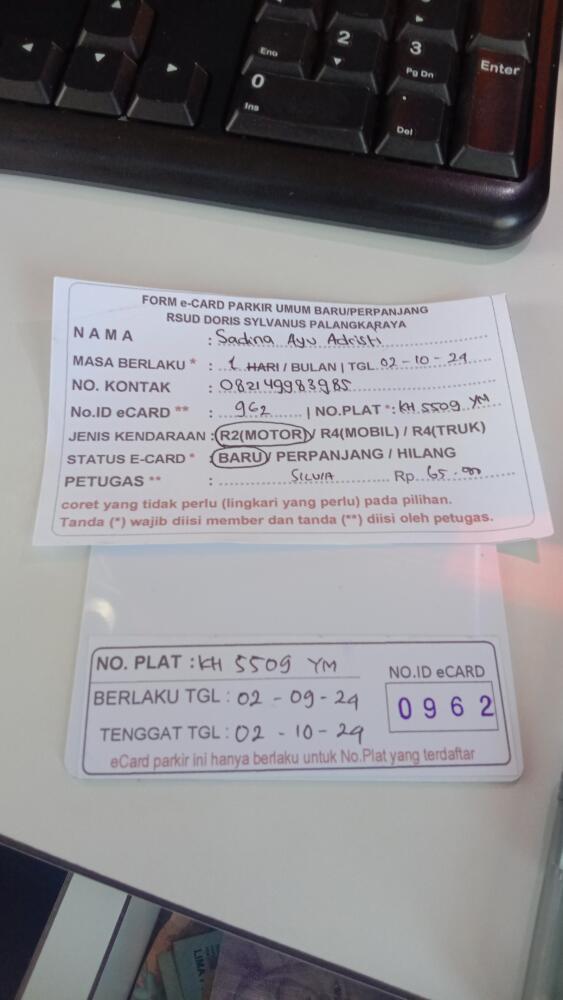 2
3
Eno
Pg Dn
Enter
0
Ins
.
Del
FORM e-CARD PARKIR UMUM BARU/PERPANJANG
RSUD DORIS SYLVANUS PALANGKARAYA
NAMA : Sadina Ayu Adristi
MASA BERLAKU * : 1 HARI / BULAN | TGL 02-10-24
NO. KONTAK : 082149983985
No.ID eCARD ** : 962 | NO.PLAT *: KH 5509 YM
JENIS KENDARAAN : R2(MOTOR) / R4(MOBIL) / R4(TRUK)
STATUS E-CARD * : BARU / PERPANJANG / HILANG
PETUGAS ** : SILVIA Rp 65.00
coret yang tidak perlu (lingkari yang perlu) pada pilihan.
Tanda (*) wajib diisi member dan tanda (**) diisi oleh petugas.
NO. PLAT : KH 5509 YM
NO.ID eCARD
BERLAKU TGL : 02-09-24
0962
TENGGAT TGL : 02-10-24
eCard parkir ini hanya berlaku untuk No.Plat yang terdaftar
LIMA